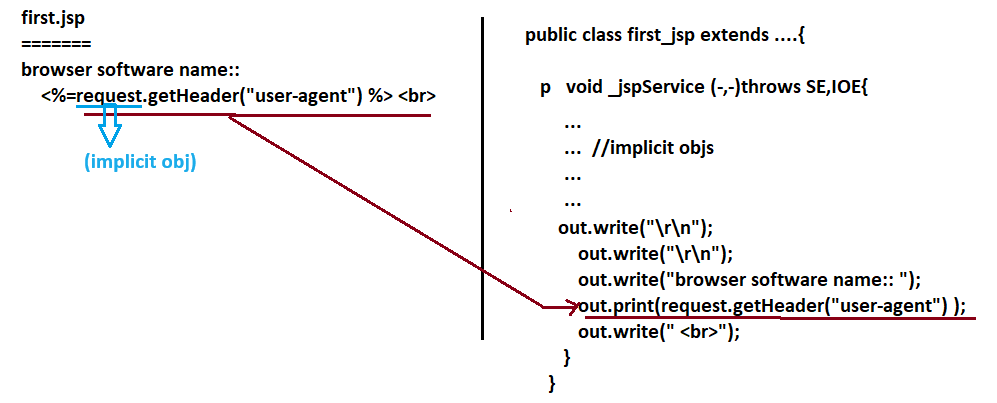 first.jsp
=======
browser software name::
<%=request.getHeader("user-agent") %> <br>
(implicit obj)
public class first_jsp extends ....{
p void _jspService (-,-)throws SE,IOE{
...
... //implicit objs
...
...
out.write("\r\n");
out.write("\r\n");
out.write("browser software name:: ");
out.print(request.getHeader("user-agent") );
out.write(" <br>");
}
}